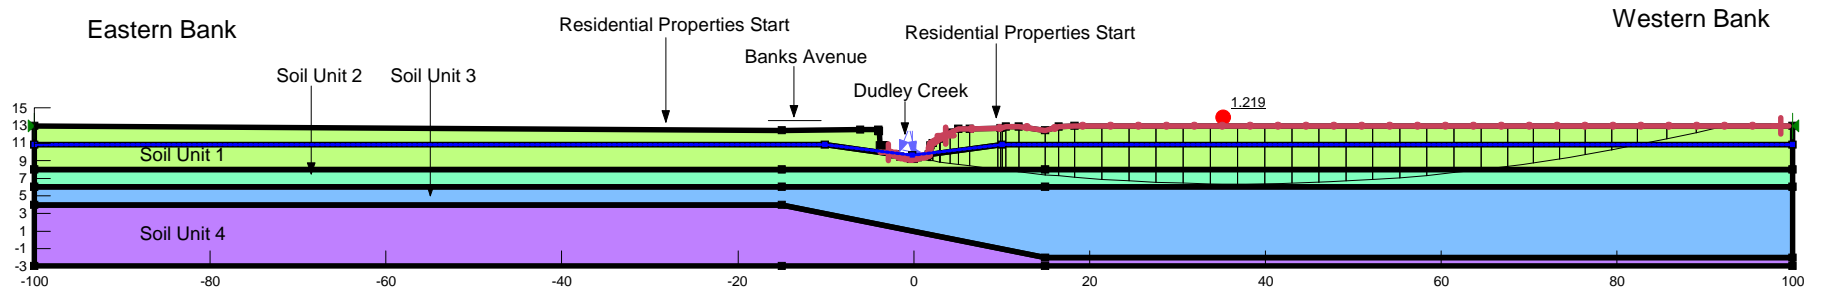 Eastern Bank
Residential Properties Start
Residential Properties Start
Western Bank
Banks Avenue
Soil Unit 2
Soil Unit 3
Dudley Creek
1.219
15
13
11
9
7
5
3
1
-1
-3
Soil Unit 1
Soil Unit 4
-100
-80
-60
-40
-20
0
20
40
60
80
100